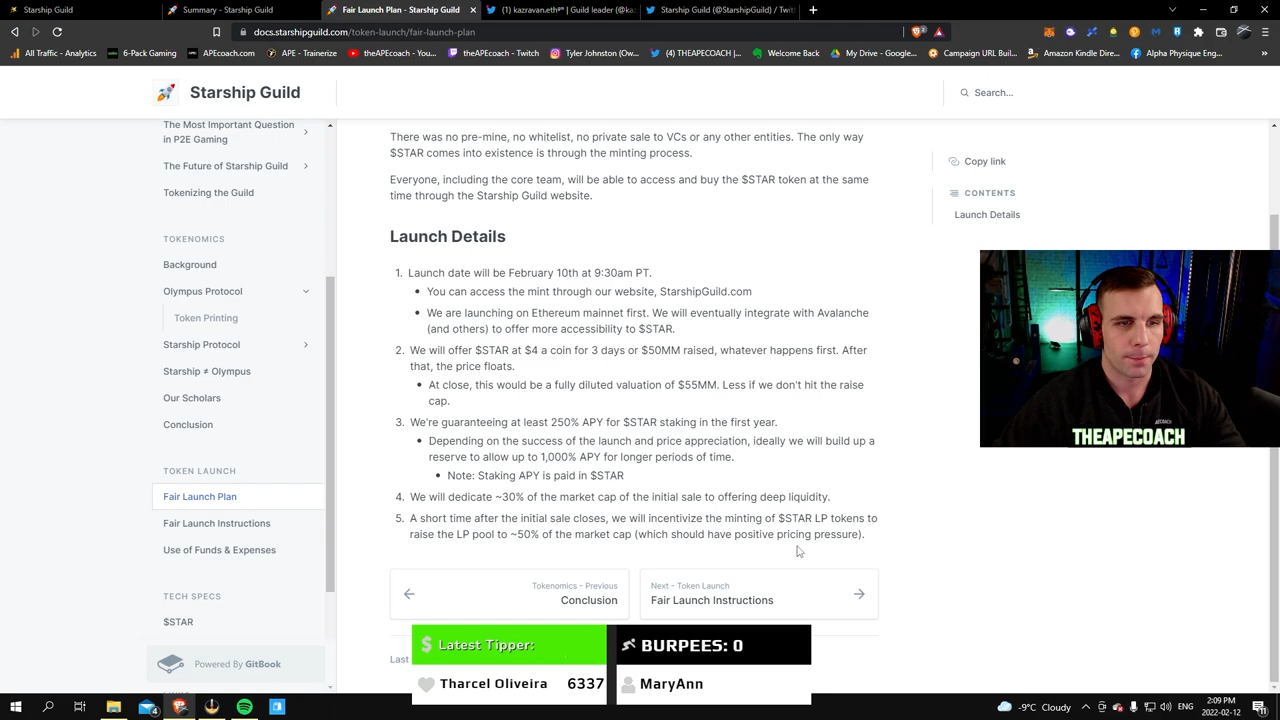 Starship Guild
Summary - Starship Guild
Fair Launch Plan - Starship Guild
(1) kazravan.eth
| Guild leader (@ka
Starship Guild (@StarshipGuild) / Twit
docs.starshipguild.com/token-launch/fair-launch-plan
All Traffic - Analytics
6-Pack Gaming
APEcoach.com
APE - Trainerize
theAPEcoach - YouTu
theAPEcoach - Twitch
Tyler Johnston (Ow...
(4) THEAPECOACH (...
Welcome Back
My Drive - Google...
Campaign URL Buil...
Amazon Kindle Direc...
Alpha Physique Eng...
Starship Guild
Search...
The Most Important Question
in P2E Gaming
The Future of Starship Guild
Tokenizing the Guild
TOKENOMICS
Background
Olympus Protocol
Token Printing
Starship Protocol
Starship ≠ Olympus
Our Scholars
Conclusion
TOKEN LAUNCH
Fair Launch Plan
Fair Launch Instructions
Use of Funds & Expenses
TECH SPECS
$STAR
Powered By GitBook
There was no pre-mine, no whitelist, no private sale to VCs or any other entities. The only way
$STAR comes into existence is through the minting process.
Everyone, including the core team, will be able to access and buy the $STAR token at the same
time through the Starship Guild website.
Launch Details
1. Launch date will be February 10th at 9:30am PT.
• You can access the mint through our website, StarshipGuild.com
• We are launching on Ethereum mainnet first. We will eventually integrate with Avalanche
(and others) to offer more accessibility to $STAR.
2. We will offer $STAR at $4 a coin for 3 days or $50MM raised, whatever happens first. After
that, the price floats.
• At close, this would be a fully diluted valuation of $55MM. Less if we don't hit the raise
cap.
3. We're guaranteeing at least 250% APY for $STAR staking in the first year.
• Depending on the success of the launch and price appreciation, ideally we will build up a
reserve to allow up to 1,000% APY for longer periods of time.
• Note: Staking APY is paid in $STAR
4. We will dedicate ~30% of the market cap of the initial sale to offering deep liquidity.
5. A short time after the initial sale closes, we will incentivize the minting of $STAR LP tokens to
raise the LP pool to ~50% of the market cap (which should have positive pricing pressure).
Tokenomics - Previous
Conclusion
Next - Token Launch
Fair Launch Instructions
Last
Copy link
CONTENTS
Launch Details
THEAPECOACH
Latest Tipper:
Tharcel Oliveira 6337
BURPEES: 0
MaryAnn
-9°C Cloudy
ENG
2:09 PM
2022-02-12